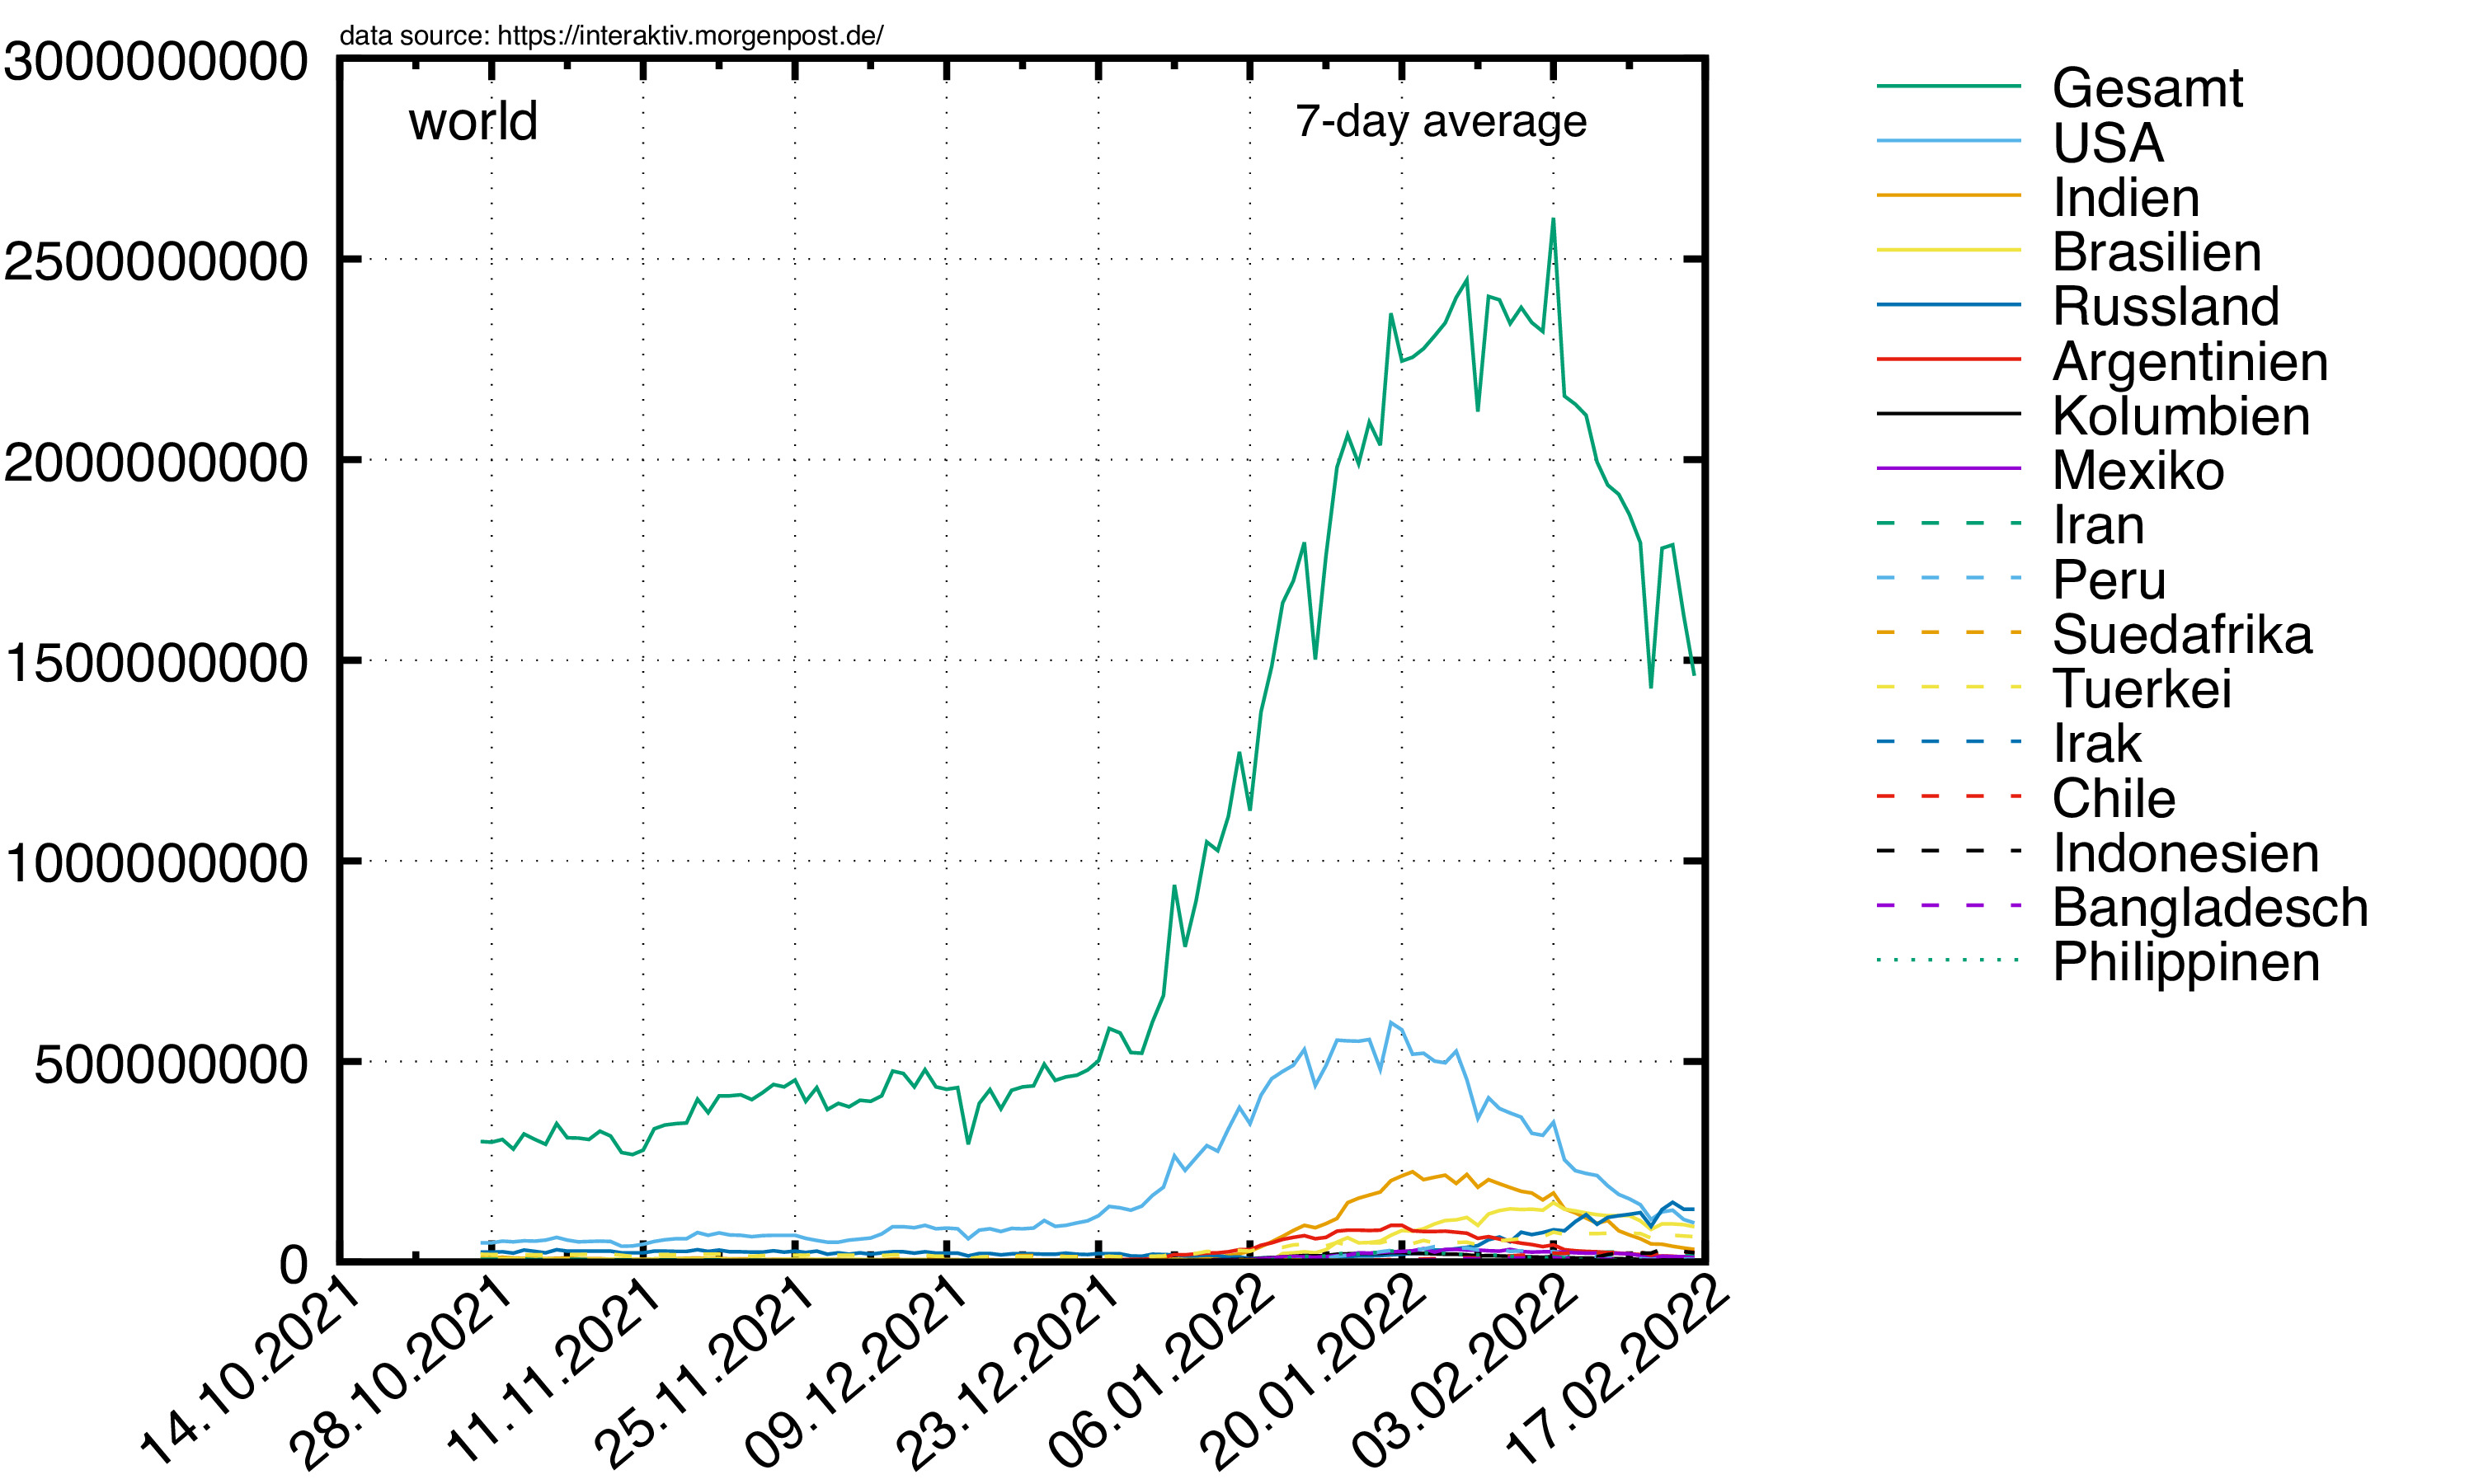 data source: https://interaktiv.morgenpost.de/
3000000000
2500000000
2000000000
1500000000
1000000000
500000000
0
world
7-day average
14.10.2021
28.10.2021
11.11.2021
25.11.2021
09.12.2021
23.12.2021
06.01.2022
20.01.2022
03.02.2022
17.02.2022
Gesamt
USA
Indien
Brasilien
Russland
Argentinien
Kolumbien
Mexiko
Iran
Peru
Suedafrika
Tuerkei
Irak
Chile
Indonesien
Bangladesch
Philippinen